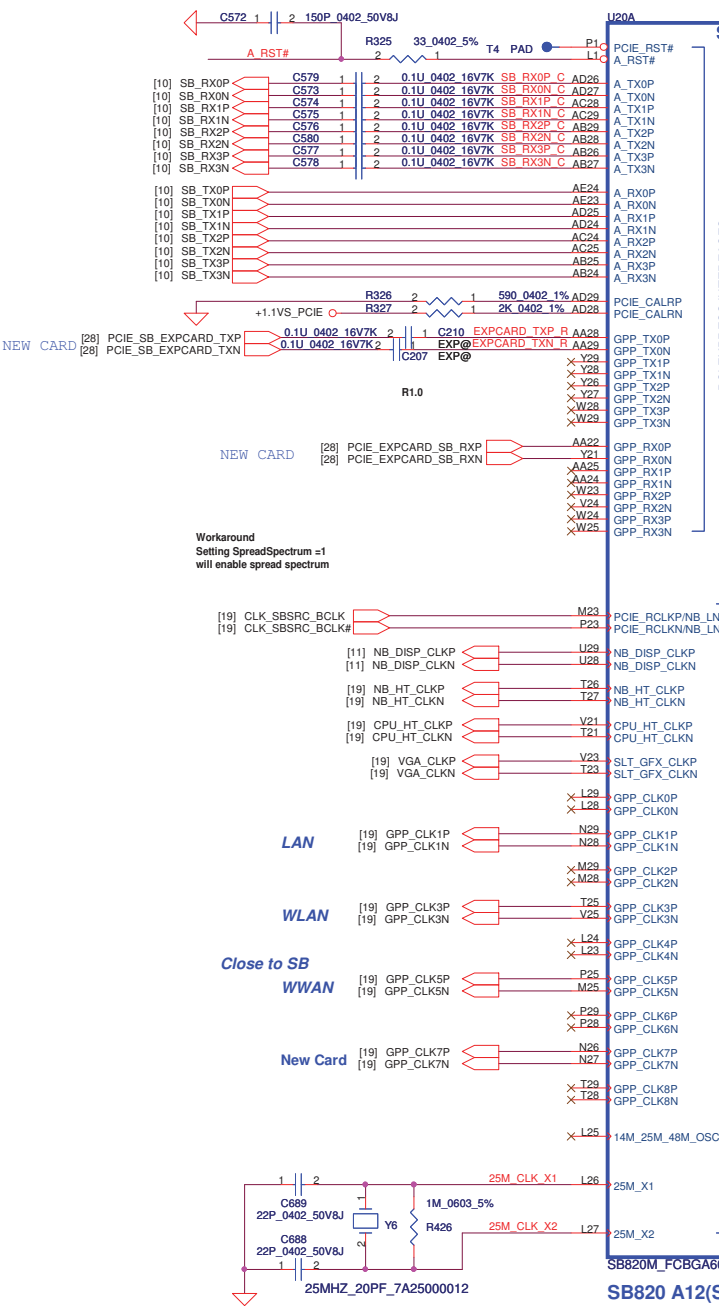 C572 1 2 150P_0402_50V8J U20A
R325 33_0402_5% T4 PAD P1 PCIE_RST#
A_RST# 2 1 L1 A_RST#
1
[10] SB_RX0P C579 1 2 0.1U_0402_16V7K SB_RX0P_C AD26 A_TX0P
[10] SB_RX0N C573 1 2 0.1U_0402_16V7K SB_RX0N_C AD27 A_TX0N
[10] SB_RX1P C574 1 2 0.1U_0402_16V7K SB_RX1P_C AC28 A_TX1P
[10] SB_RX1N C575 1 2 0.1U_0402_16V7K SB_RX1N_C AC29 A_TX1N
[10] SB_RX2P C576 1 2 0.1U_0402_16V7K SB_RX2P_C AB29 A_TX2P
[10] SB_RX2N C580 1 2 0.1U_0402_16V7K SB_RX2N_C AB28 A_TX2N
[10] SB_RX3P C577 1 2 0.1U_0402_16V7K SB_RX3P_C AB26 A_TX3P
[10] SB_RX3N C578 1 2 0.1U_0402_16V7K SB_RX3N_C AB27 A_TX3N
[10] SB_TX0P AE24 A_RX0P
[10] SB_TX0N AE23 A_RX0N
[10] SB_TX1P AD25 A_RX1P
[10] SB_TX1N AD24 A_RX1N
[10] SB_TX2P AC24 A_RX2P
[10] SB_TX2N AC25 A_RX2N
[10] SB_TX3P AB25 A_RX3P
[10] SB_TX3N AB24 A_RX3N
R326 2 1 590_0402_1% AD29 PCIE_CALRP
+1.1VS_PCIE R327 2 1 2K_0402_1% AD28 PCIE_CALRN
NEW CARD [28] PCIE_SB_EXPCARD_TXP 0.1U_0402_16V7K 2 1 C210 EXPCARD_TXP_R AA28 GPP_TX0P
[28] PCIE_SB_EXPCARD_TXN 0.1U_0402_16V7K 2 1 EXP@ EXPCARD_TXN_R AA29 GPP_TX0N
C207 EXP@ Y29 GPP_TX1P
Y28 GPP_TX1N
Y26 GPP_TX2P
R1.0 Y27 GPP_TX2N
W28 GPP_TX3P
W29 GPP_TX3N
NEW CARD [28] PCIE_EXPCARD_SB_RXP AA22 GPP_RX0P
[28] PCIE_EXPCARD_SB_RXN Y21 GPP_RX0N
AA25 GPP_RX1P
AA24 GPP_RX1N
W23 GPP_RX2P
V24 GPP_RX2N
W24 GPP_RX3P
W25 GPP_RX3N
Workaround
Setting SpreadSpectrum =1
will enable spread spectrum
[19] CLK_SBSRC_BCLK M23 PCIE_RCLKP/NB_LN
[19] CLK_SBSRC_BCLK# P23 PCIE_RCLKN/NB_LN
[11] NB_DISP_CLKP U29 NB_DISP_CLKP
[11] NB_DISP_CLKN U28 NB_DISP_CLKN
[19] NB_HT_CLKP T26 NB_HT_CLKP
[19] NB_HT_CLKN T27 NB_HT_CLKN
[19] CPU_HT_CLKP V21 CPU_HT_CLKP
[19] CPU_HT_CLKN T21 CPU_HT_CLKN
[19] VGA_CLKP V23 SLT_GFX_CLKP
[19] VGA_CLKN T23 SLT_GFX_CLKN
L29 GPP_CLK0P
L28 GPP_CLK0N
LAN [19] GPP_CLK1P N29 GPP_CLK1P
[19] GPP_CLK1N N28 GPP_CLK1N
M29 GPP_CLK2P
M28 GPP_CLK2N
WLAN [19] GPP_CLK3P T25 GPP_CLK3P
[19] GPP_CLK3N V25 GPP_CLK3N
L24 GPP_CLK4P
L23 GPP_CLK4N
Close to SB
WWAN [19] GPP_CLK5P P25 GPP_CLK5P
[19] GPP_CLK5N M25 GPP_CLK5N
P29 GPP_CLK6P
P28 GPP_CLK6N
New Card [19] GPP_CLK7P N26 GPP_CLK7P
[19] GPP_CLK7N N27 GPP_CLK7N
T29 GPP_CLK8P
T28 GPP_CLK8N
L25 14M_25M_48M_OSC
1 2 25M_CLK_X1 L26 25M_X1
C689 1M_0603_5%
22P_0402_50V8J 1 Y6 R426
C688 2 25M_CLK_X2 L27 25M_X2
22P_0402_50V8J
1 2
25MHZ_20PF_7A25000012
SB820M_FCBGA60
SB820 A12(S